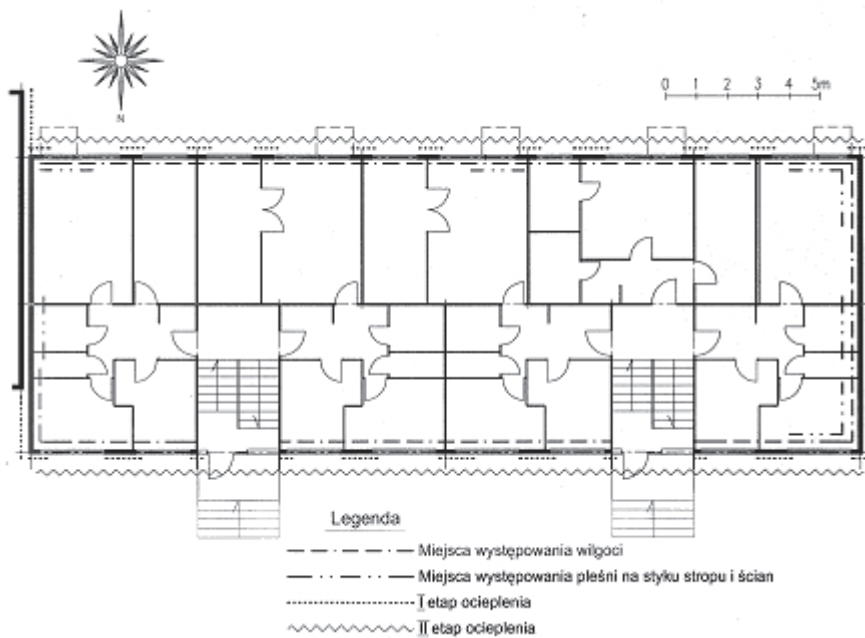 N
0 1 2 3 4 5m
Legenda
Miejsca występowania wilgoci
Miejsca występowania pleśni na styku stropu i ścian
I etap ocieplenia
II etap ocieplenia